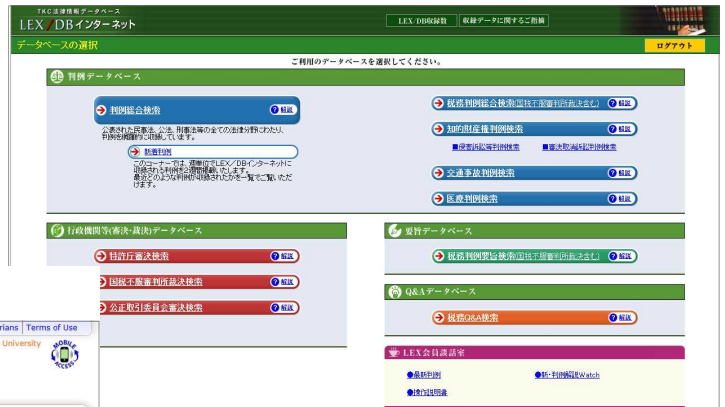 TKC法律情報データベース
LEX/DBインターネット
LEX/DB収録数
収録データに関するご指摘
データベースの選択
ログアウト
ご利用のデータベースを選択してください。
判例データベース
判例総合検索
解説
公表された民事法、公法、刑事法等の全ての法律分野にわたり、
判例を網羅的に収録しています。
新着判例
このコーナーでは、週単位でLEX/DBインターネットに
収録される判例を2週間掲載いたします。
最近どのような判例が収録されたかを一覧でご覧いただ
けます。
税務判例総合検索(国税不服審判所裁決含む)
解説
知的財産権判例検索
解説
■侵害訴訟等判例検索
■審決取消訴訟判例検索
交通事故判例検索
解説
医療判例検索
解説
行政機関等(審決・裁決)データベース
特許庁審決検索
解説
国税不服審判所裁決検索
解説
公正取引委員会審決検索
解説
要旨データベース
税務判例要旨検索(国税不服審判所裁決含む)
解説
Q&Aデータベース
税務Q&A検索
解説
LEX会員談話室
●最新判例
●新・判例解説Watch
●操作説明書
rians
Terms of Use
University
MOBILE
ACCESS